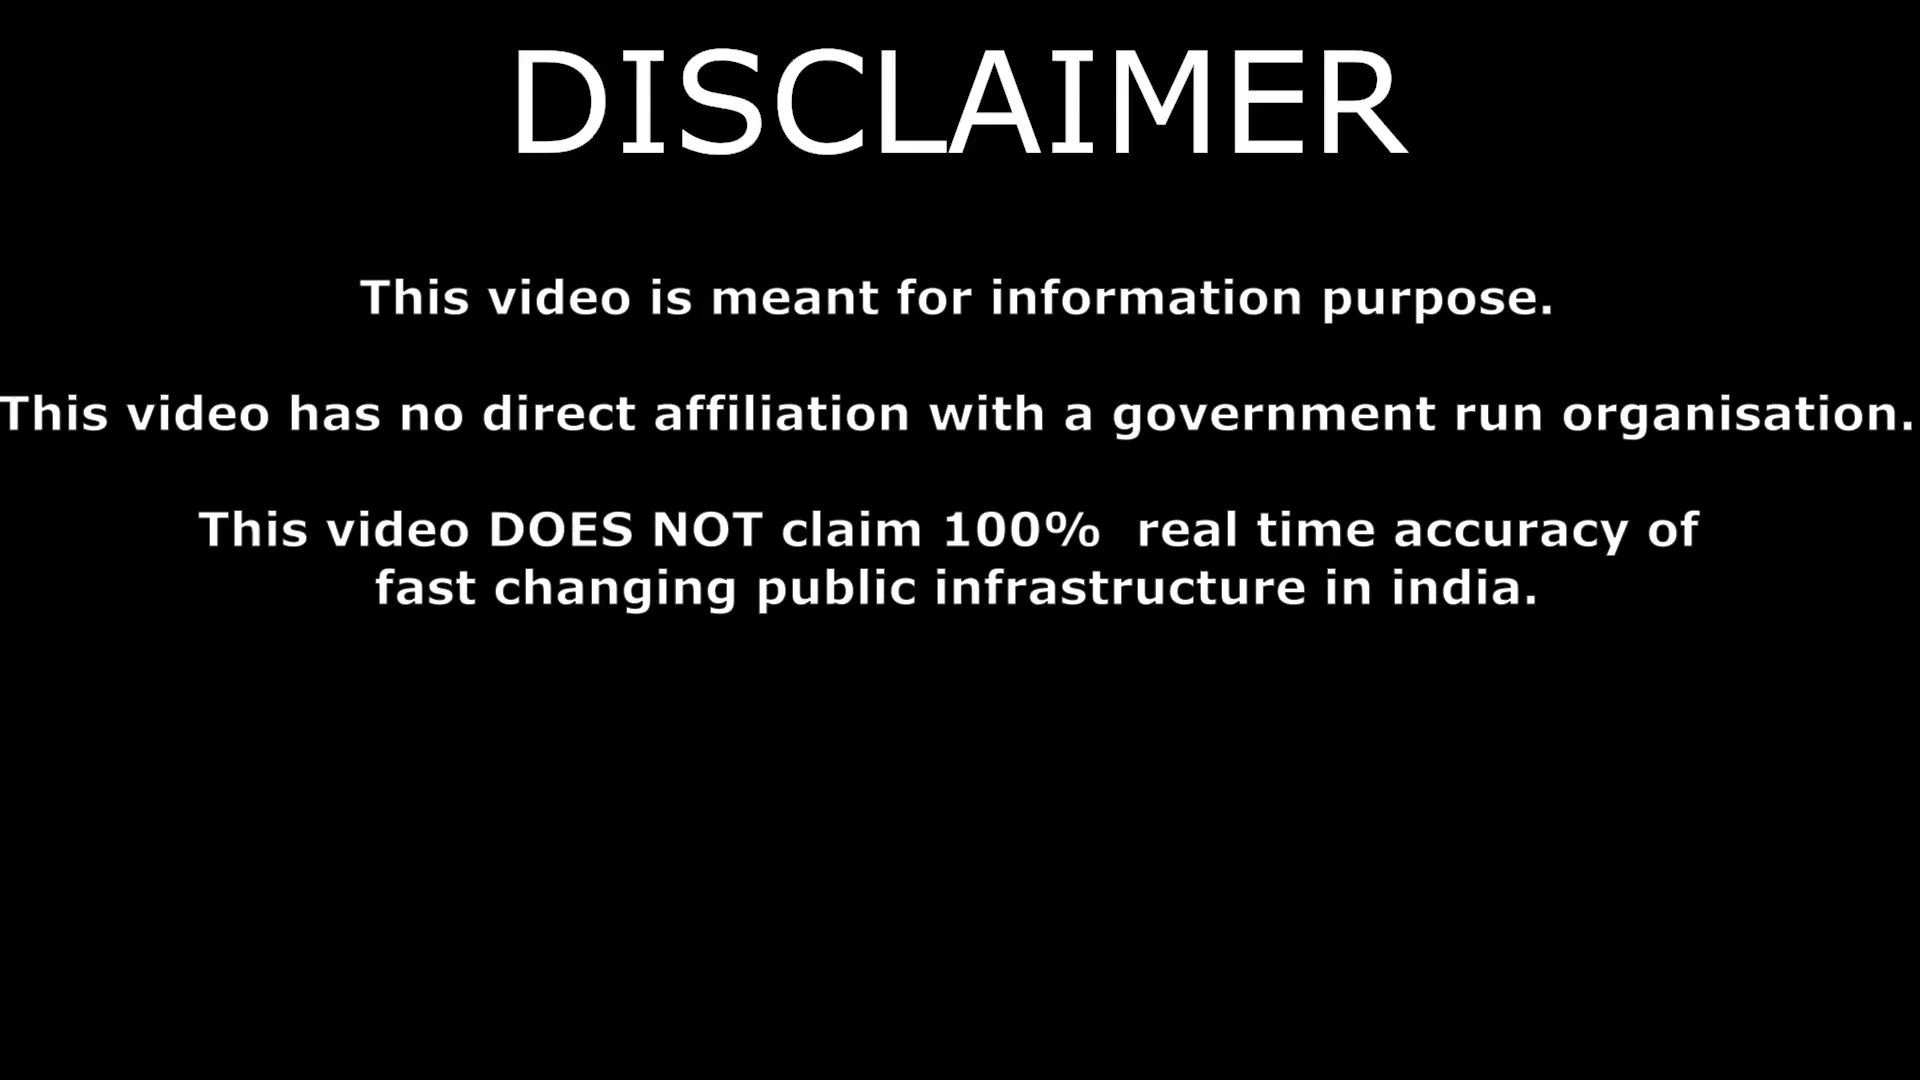 DISCLAIMER
This video is meant for information purpose.
This video has no direct affiliation with a government run organisation.
This video DOES NOT claim 100%  real time accuracy of
fast changing public infrastructure in india.